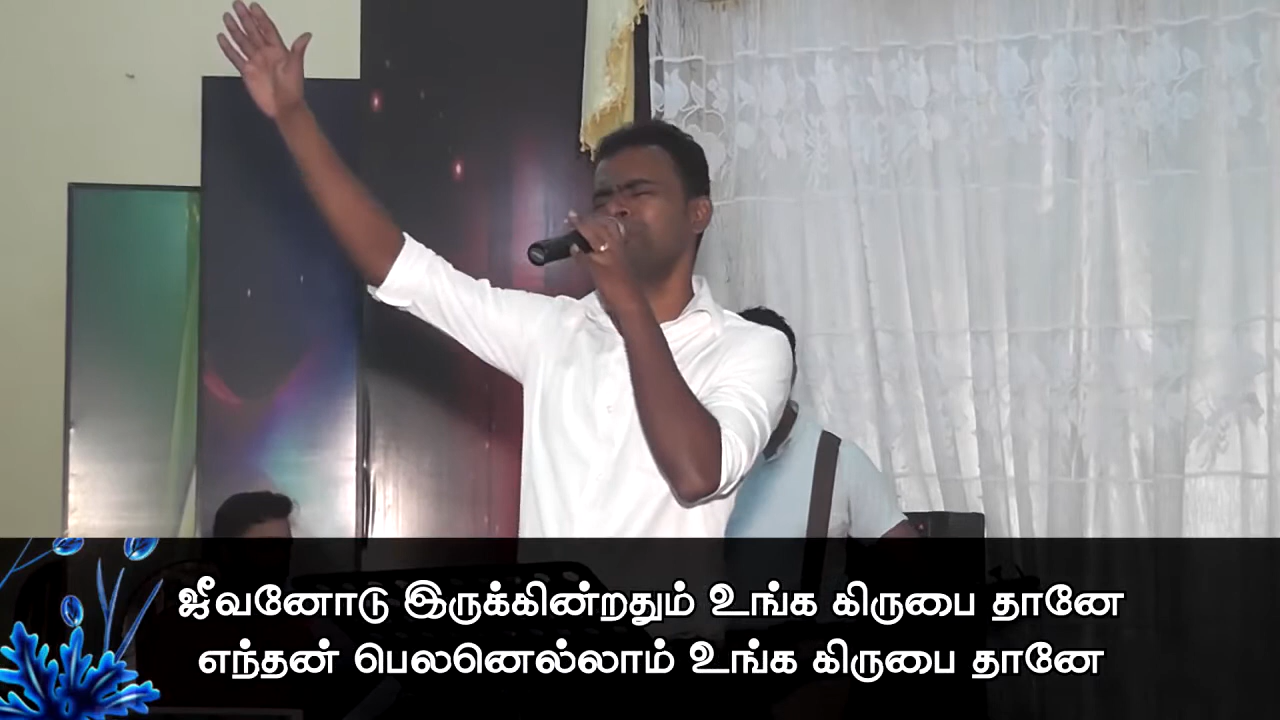 ஜீவனோடு இருக்கின்றதும் உங்க கிருபை தானே
எந்தன் பெலனெல்லாம் உங்க கிருபை தானே